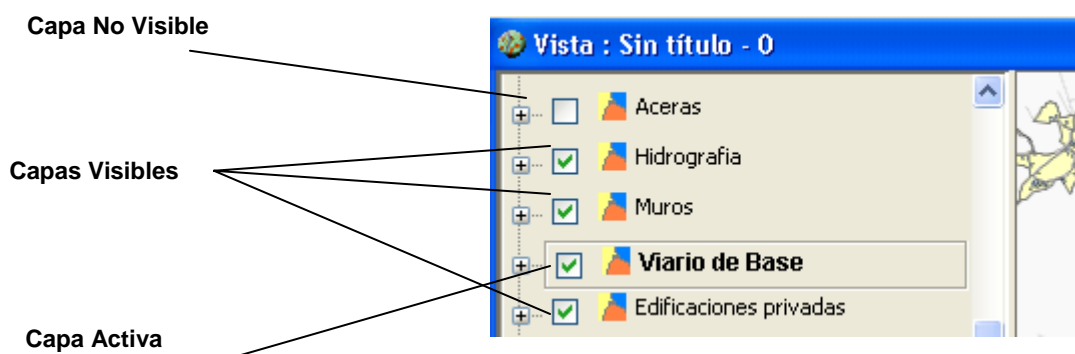 Capa No Visible
Vista : Sin título - 0
Aceras
Hidrografia
Capas Visibles
Muros
Viario de Base
Edificaciones privadas
Capa Activa